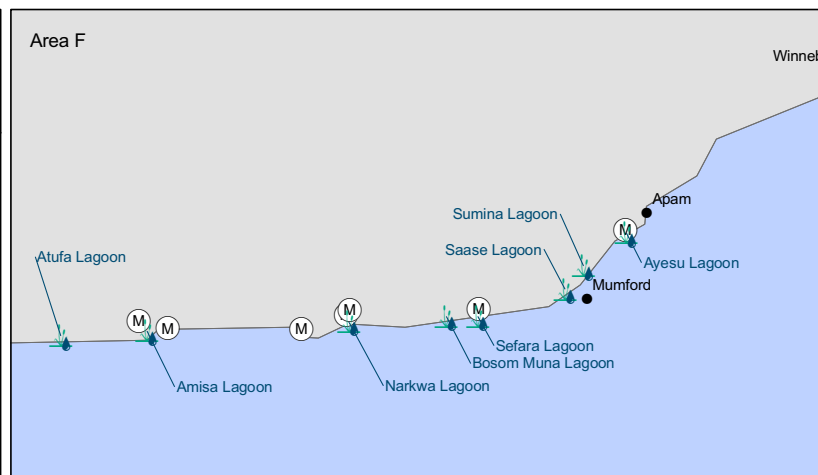 Area F
Winneb
Apam
Sumina Lagoon
M
Saase Lagoon
Atufa Lagoon
Ayesu Lagoon
Mumford
M
M
M
M
M
Sefara Lagoon
Bosom Muna Lagoon
Amisa Lagoon
Narkwa Lagoon